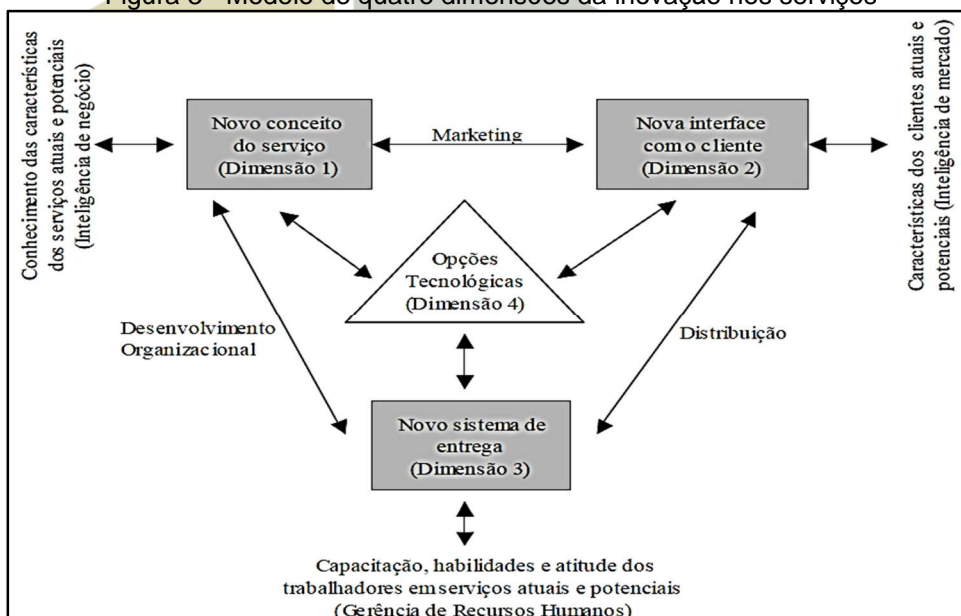 Figura 3 - Modelo de quatro dimensões da inovação nos serviços
Conhecimento das características
dos serviços atuais e potenciais
(Inteligência de negócio)
Novo conceito
do serviço
(Dimensão 1)
Marketing
Nova interface
com o cliente
(Dimensão 2)
Características dos clientes atuais e
potenciais (Inteligência de mercado)
Opções
Tecnológicas
(Dimensão 4)
Desenvolvimento
Organizacional
Distribuição
Novo sistema de
entrega
(Dimensão 3)
Capacitação, habilidades e atitude dos
trabalhadores em serviços atuais e potenciais
(Gerência de Recursos Humanos)